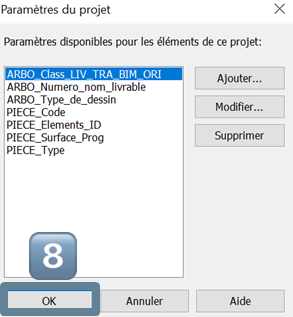 Paramètres du projet
Paramètres disponibles pour les éléments de ce projet:
ARBO_Class_LIV_TRA_BIM_ORI
ARBO_Numero_nom_livrable
ARBO_Type_de_dessin
PIECE_Code
PIECE_Elements_ID
PIECE_Surface_Prog
PIECE_Type
Ajouter...
Modifier...
Supprimer
8
OK
Annuler
Aide